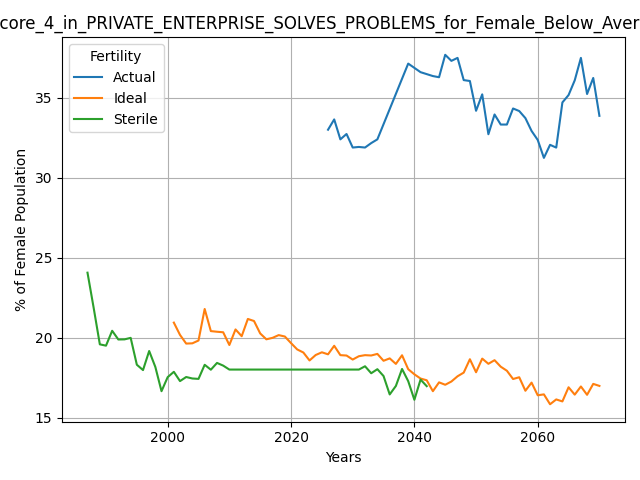 core_4_in_PRIVATE_ENTERPRISE_SOLVES_PROBLEMS_for_Female_Below_Aver
Fertility
Actual
Ideal
Sterile
% of Female Population
35
30
25
20
15
2000
2020
2040
2060
Years